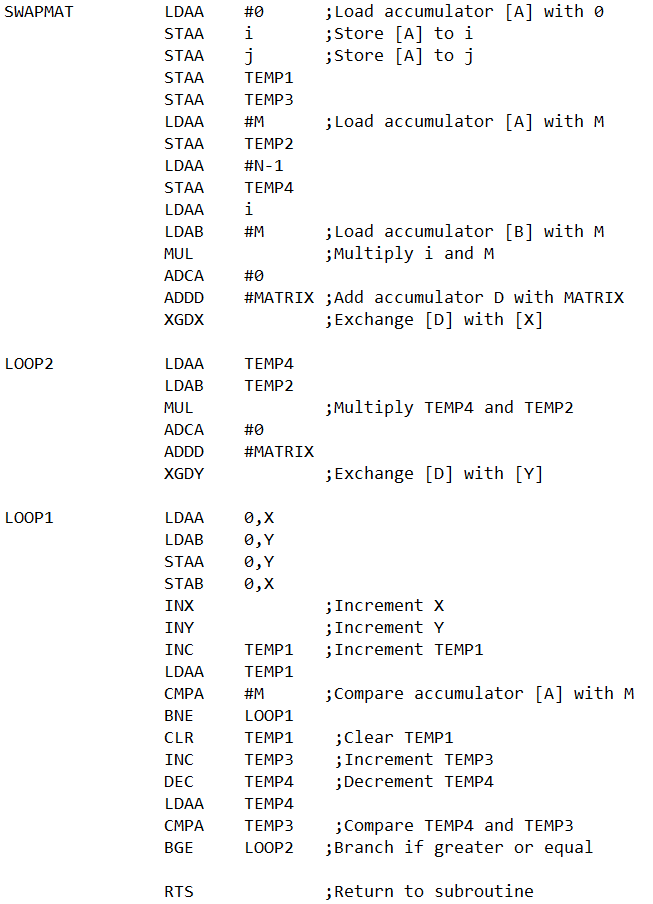 SWAPMAT LDAA #0 ;Load accumulator [A] with 0
STAA i ;Store [A] to i
STAA j ;Store [A] to j
STAA TEMP1
STAA TEMP3
LDAA #M ;Load accumulator [A] with M
STAA TEMP2
LDAA #N-1
STAA TEMP4
LDAA i
LDAB #M ;Load accumulator [B] with M
MUL ;Multiply i and M
ADCA #0
ADDD #MATRIX ;Add accumulator D with MATRIX
XGDX ;Exchange [D] with [X]
LOOP2 LDAA TEMP4
LDAB TEMP2
MUL ;Multiply TEMP4 and TEMP2
ADCA #0
ADDD #MATRIX
XGDY ;Exchange [D] with [Y]
LOOP1 LDAA 0,X
LDAB 0,Y
STAA 0,Y
STAB 0,X
INX ;Increment X
INY ;Increment Y
INC TEMP1 ;Increment TEMP1
LDAA TEMP1
CMPA #M ;Compare accumulator [A] with M
BNE LOOP1
CLR TEMP1 ;Clear TEMP1
INC TEMP3 ;Increment TEMP3
DEC TEMP4 ;Decrement TEMP4
LDAA TEMP4
CMPA TEMP3 ;Compare TEMP4 and TEMP3
BGE LOOP2 ;Branch if greater or equal
RTS ;Return to subroutine